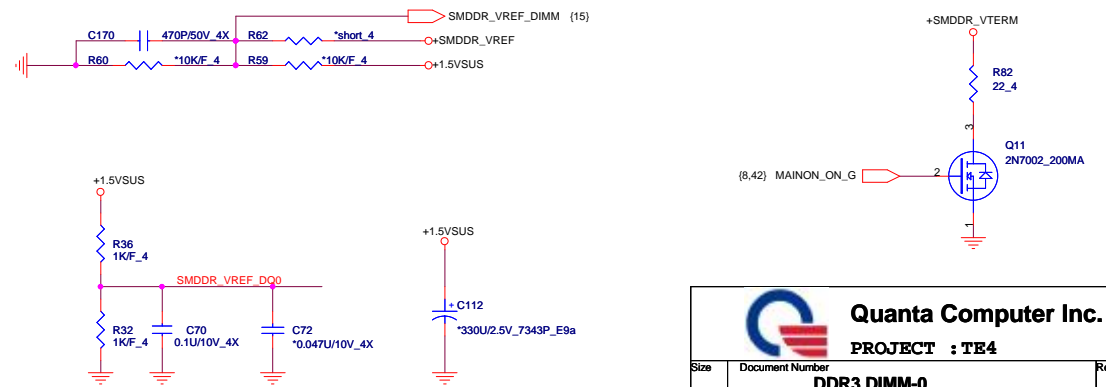 SMDDR_VREF_DIMM {15}
C170 470P/50V_4X R62 *short_4 +SMDDR_VREF
R60 *10K/F_4 R59 *10K/F_4 +1.5VSUS
+SMDDR_VTERM
R82
22_4
3
Q11
2N7002_200MA
{8,42} MAINON_ON_G 2
1
+1.5VSUS
R36
1K/F_4
SMDDR_VREF_DQ0
R32
1K/F_4
C70
0.1U/10V_4X
C72
*0.047U/10V_4X
+1.5VSUS
+ C112
*330U/2.5V_7343P_E9a
Quanta Computer Inc.
PROJECT : TE4
Size Document Number Re
DDR3 DIMM-0